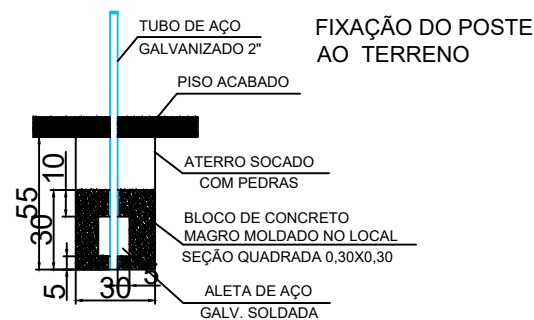 FIXAÇÃO DO POSTE
AO TERRENO
TUBO DE AÇO
GALVANIZADO 2"
PISO ACABADO
ATERRO SOCADO
COM PEDRAS
BLOCO DE CONCRETO
MAGRO MOLDADO NO LOCAL
SEÇÃO QUADRADA 0,30X0,30
ALETA DE AÇO
GALV. SOLDADA
55
10
30
5
30
5